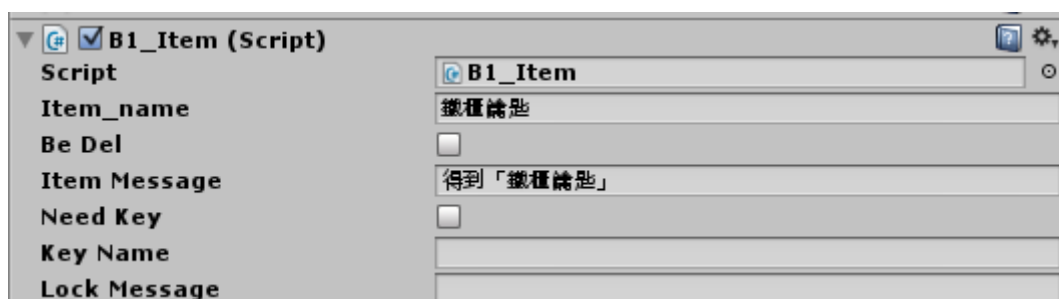 B1_Item (Script)
Script B1_Item
Item_name 鐵櫃鑰匙
Be Del
Item Message 得到「鐵櫃鑰匙」
Need Key
Key Name
Lock Message